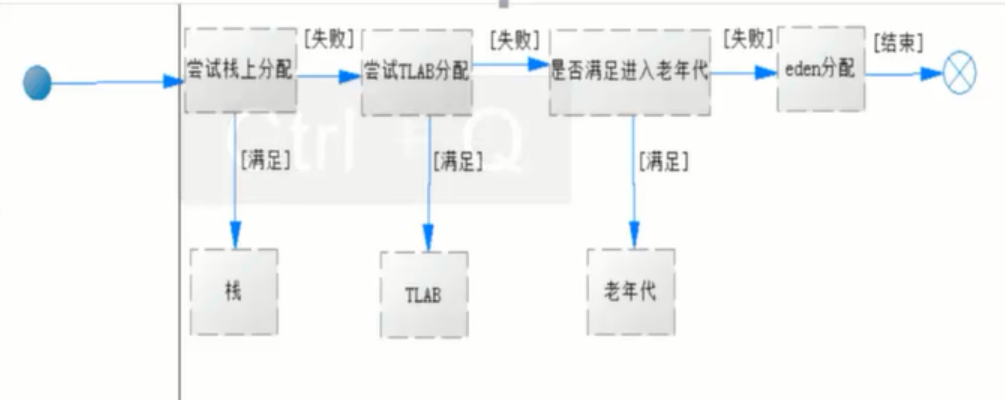 尝试栈上分配
[失败]
尝试TLAB分配
[失败]
是否满足进入老年代
[失败]
eden分配
[结束]
[满足]
[满足]
[满足]
Ctrl + Q
栈
TLAB
老年代